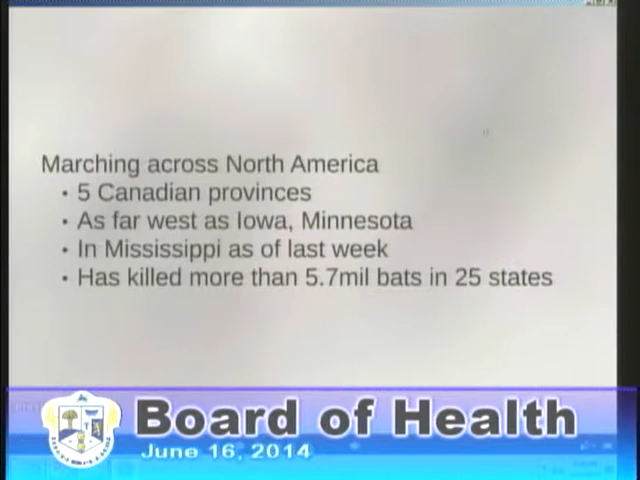 Marching across North America
• 5 Canadian provinces
• As far west as Iowa, Minnesota
• In Mississippi as of last week
• Has killed more than 5.7mil bats in 25 states
Board of Health
June 16, 2014